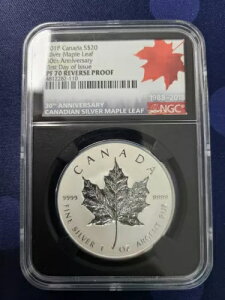 Canada S$20
Silver Maple Leaf
30th Anniversary
First Day of Issue
PF 70 REVERSE PROOF
30TH ANNIVERSARY
CANADIAN SILVER MAPLE LEAF
1988-2018
NGC
CANADA
9999 9999
FINE SILVER 1 OZ ARGENT PUR